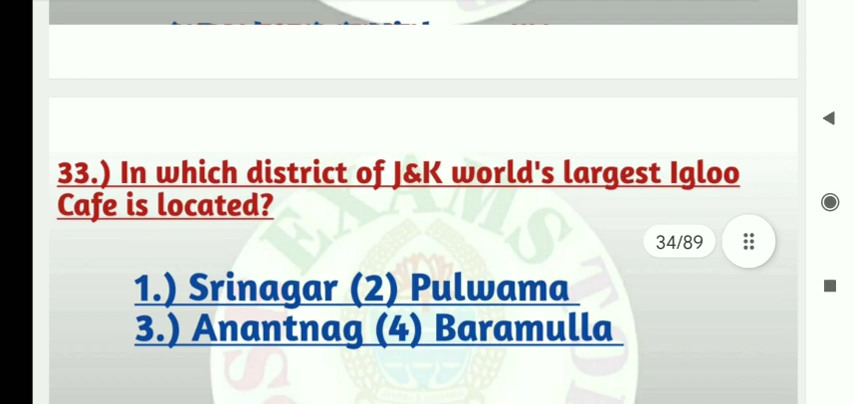 33.) In which district of J&K world's largest Igloo
Cafe is located?
34/89
1.) Srinagar (2) Pulwama
3.) Anantnag (4) Baramulla
EXAMS